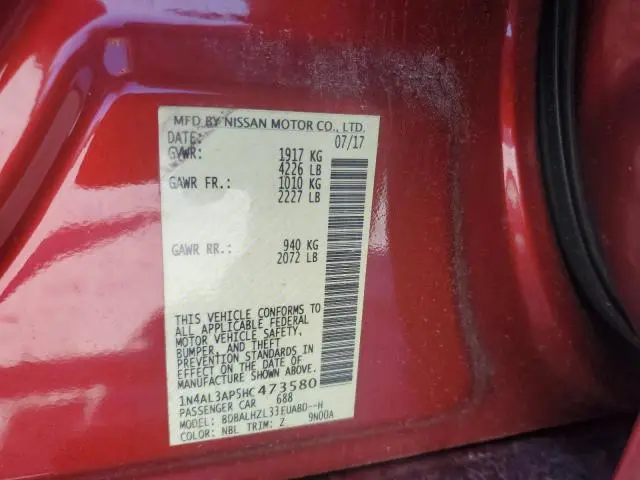 MFD BY NISSAN MOTOR CO., LTD.
DATE: 07/17
GVWR: 1917 KG
4226 LB
GAWR FR.: 1010 KG
2227 LB
GAWR RR.: 940 KG
2072 LB
THIS VEHICLE CONFORMS TO
ALL APPLICABLE FEDERAL
MOTOR VEHICLE SAFETY,
BUMPER, AND THEFT
PREVENTION STANDARDS IN
EFFECT ON THE DATE OF
MANUFACTURE SHOWN ABOVE.
1N4AL3AP5HC473580
PASSENGER CAR 688
MODEL: BDBALHZL33EUABD--H
COLOR: NBL TRIM: Z 9N00A